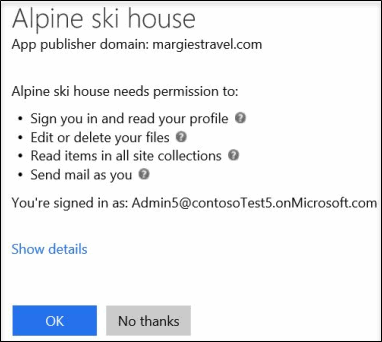 Alpine ski house
App publisher domain: margiestravel.com
Alpine ski house needs permission to:
• Sign you in and read your profile ?
• Edit or delete your files ?
• Read items in all site collections ?
• Send mail as you ?
You're signed in as: Admin5@contosoTest5.onMicrosoft.com
Show details
OK No thanks